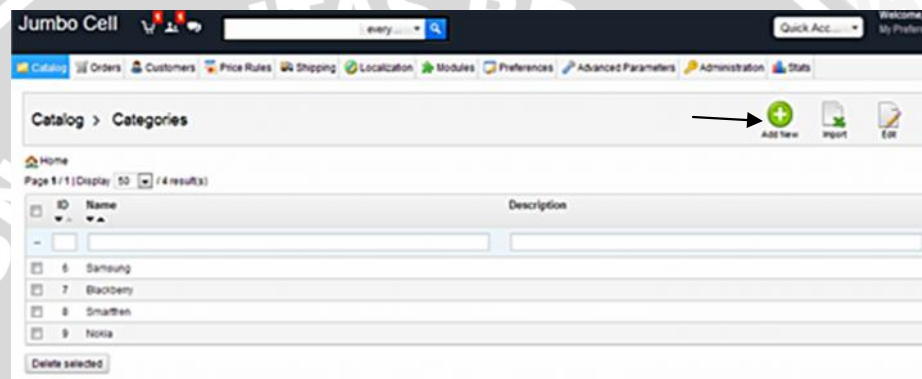 Jumbo Cell every... Quick Acc... Welcome
My Prefere
Catalog Orders Customers Price Rules Shipping Localization Modules Preferences Advanced Parameters Administration Stats
Catalog > Categories
Add New Import Edit
Home
Page 1 / 1 | Display 50 / 4 result(s)
ID Name Description
--
6 Samsung
7 Blackberry
8 Smartfren
9 Nokia
Delete selected